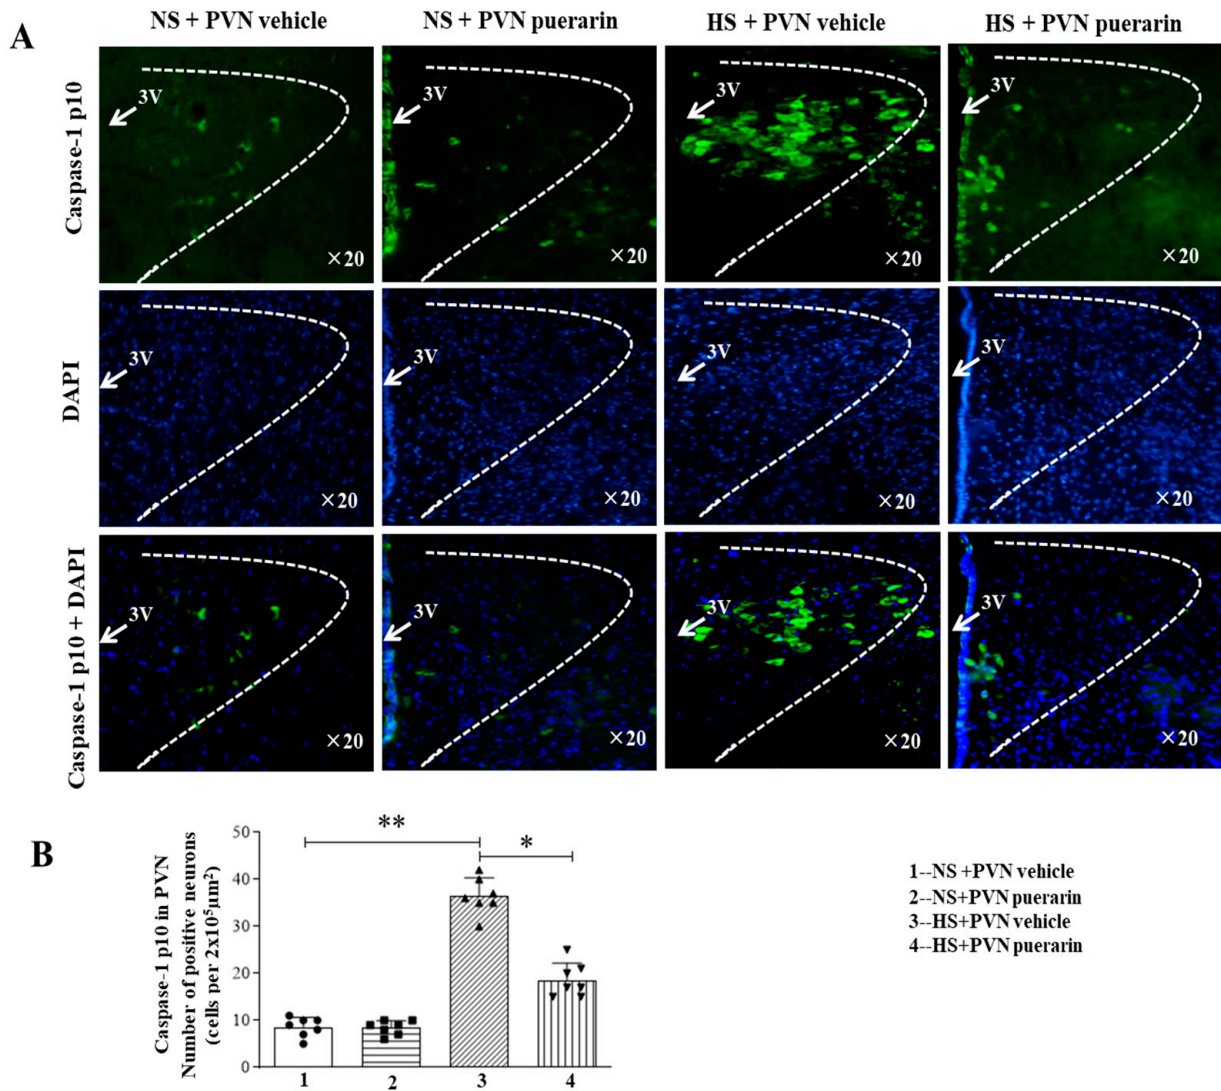 A
NS + PVN vehicle
NS + PVN puerarin
HS + PVN vehicle
HS + PVN puerarin
Caspase-1 p10
3V
×20
3V
×20
3V
×20
3V
×20
DAPI
3V
×20
3V
×20
3V
×20
3V
×20
Caspase-1 p10 + DAPI
3V
×20
3V
×20
3V
×20
3V
×20
B
Caspase-1 p10 in PVN
Number of positive neurons
(cells per 2x10⁵μm²)
50
40
30
20
10
0
**
*
1
2
3
4
1--NS +PVN vehicle
2--NS+PVN puerarin
3--HS+PVN vehicle
4--HS+PVN puerarin